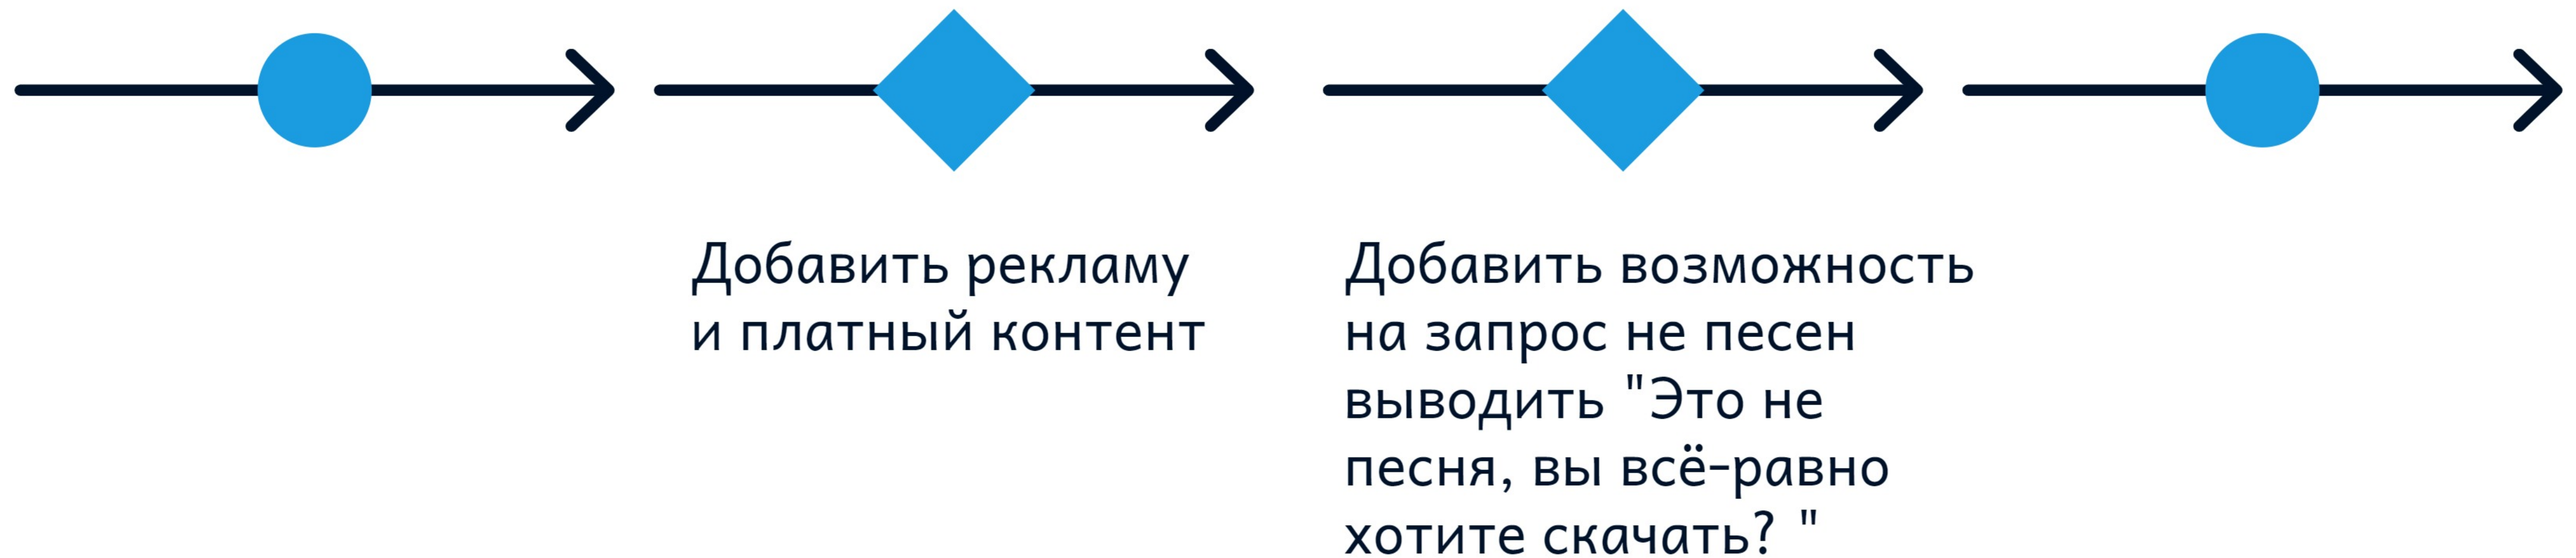 Добавить рекламу
и платный контент
Добавить возможность
на запрос не песен
выводить "Это не
песня, вы всё-равно
хотите скачать? "